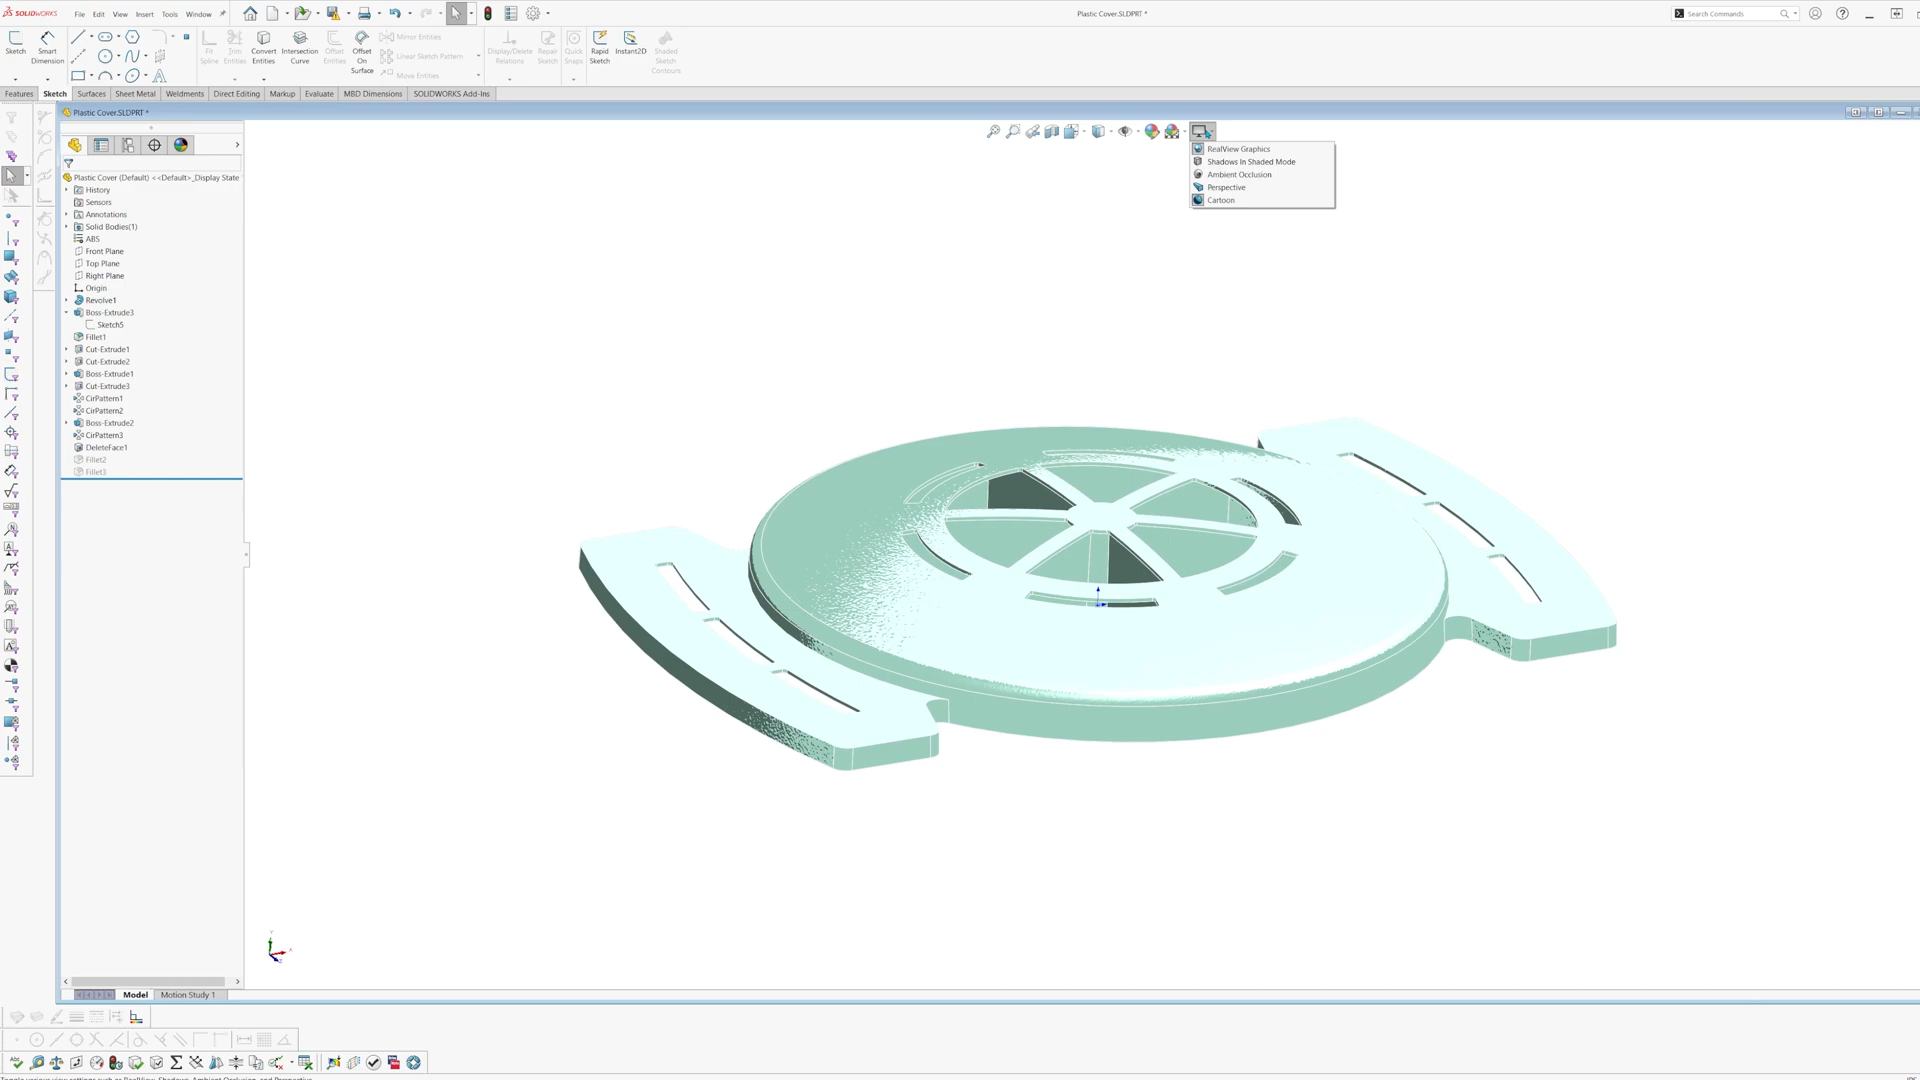 SOLIDWORKS File Edit View Insert Tools Window Plastic Cover.SLDPRT * Search Commands
Sketch Smart Dimension Fit Spline Trim Entities Convert Entities Intersection Curve Offset Entities Offset On Surface Mirror Entities Linear Sketch Pattern Move Entities Display/Delete Relations Repair Sketch Quick Snaps Rapid Sketch Instant2D Shaded Sketch Contours
Features Sketch Surfaces Sheet Metal Weldments Direct Editing Markup Evaluate MBD Dimensions SOLIDWORKS Add-Ins
Plastic Cover.SLDPRT *
RealView Graphics
Shadows In Shaded Mode
Ambient Occlusion
Perspective
Cartoon
Plastic Cover (Default) <<Default>_Display State
History
Sensors
Annotations
Solid Bodies(1)
ABS
Front Plane
Top Plane
Right Plane
Origin
Revolve1
Boss-Extrude3
Sketch5
Fillet1
Cut-Extrude1
Cut-Extrude2
Boss-Extrude1
Cut-Extrude3
CirPattern1
CirPattern2
Boss-Extrude2
CirPattern3
DeleteFace1
Fillet2
Fillet3
Model Motion Study 1